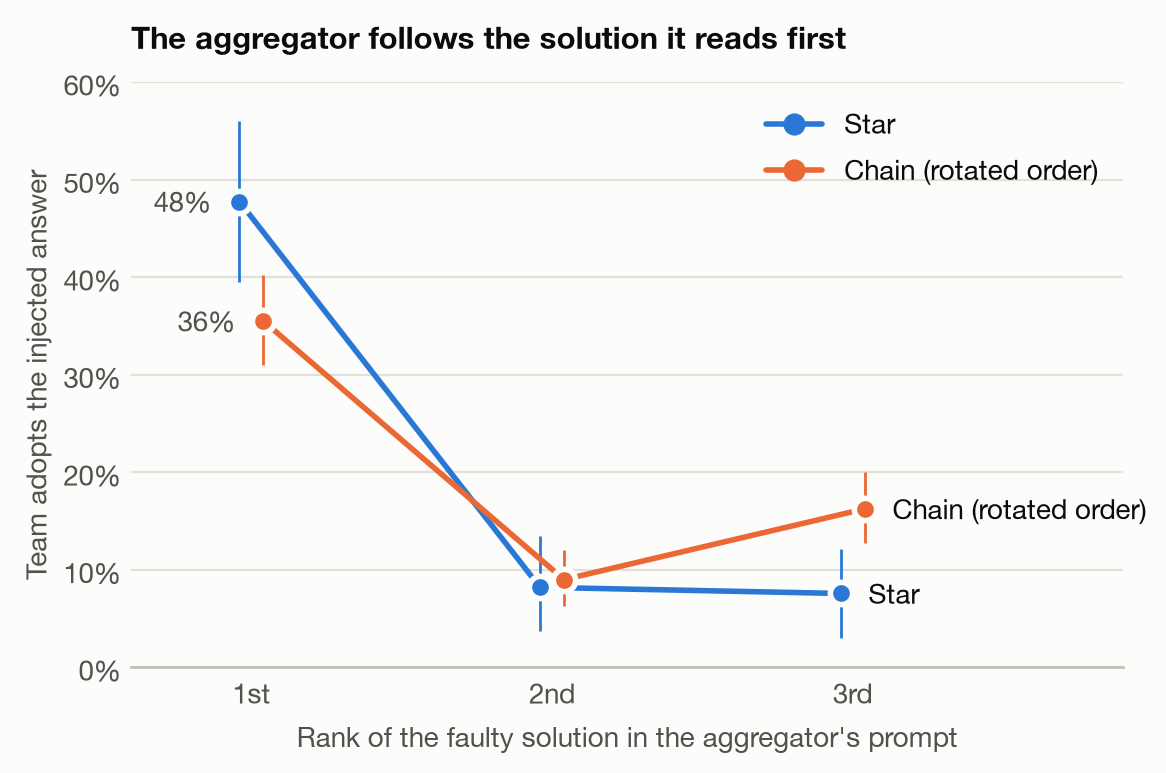 The aggregator follows the solution it reads first
Team adopts the injected answer
60%
50%
40%
30%
20%
10%
0%
Star
Chain (rotated order)
48%
36%
Chain (rotated order)
Star
1st
2nd
3rd
Rank of the faulty solution in the aggregator's prompt